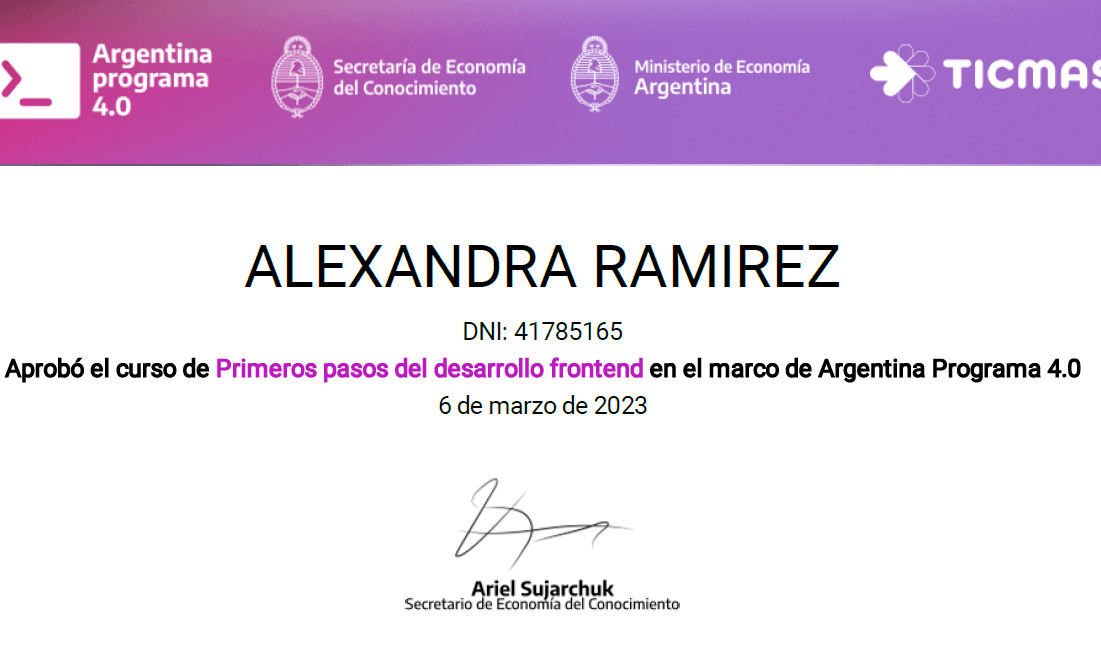 Argentina
programa
4.0
Secretaría de Economía
del Conocimiento
Ministerio de Economía
Argentina
TICMAS
ALEXANDRA RAMIREZ
DNI: 41785165
Aprobó el curso de Primeros pasos del desarrollo frontend en el marco de Argentina Programa 4.0
6 de marzo de 2023
Ariel Sujarchuk
Secretario de Economía del Conocimiento